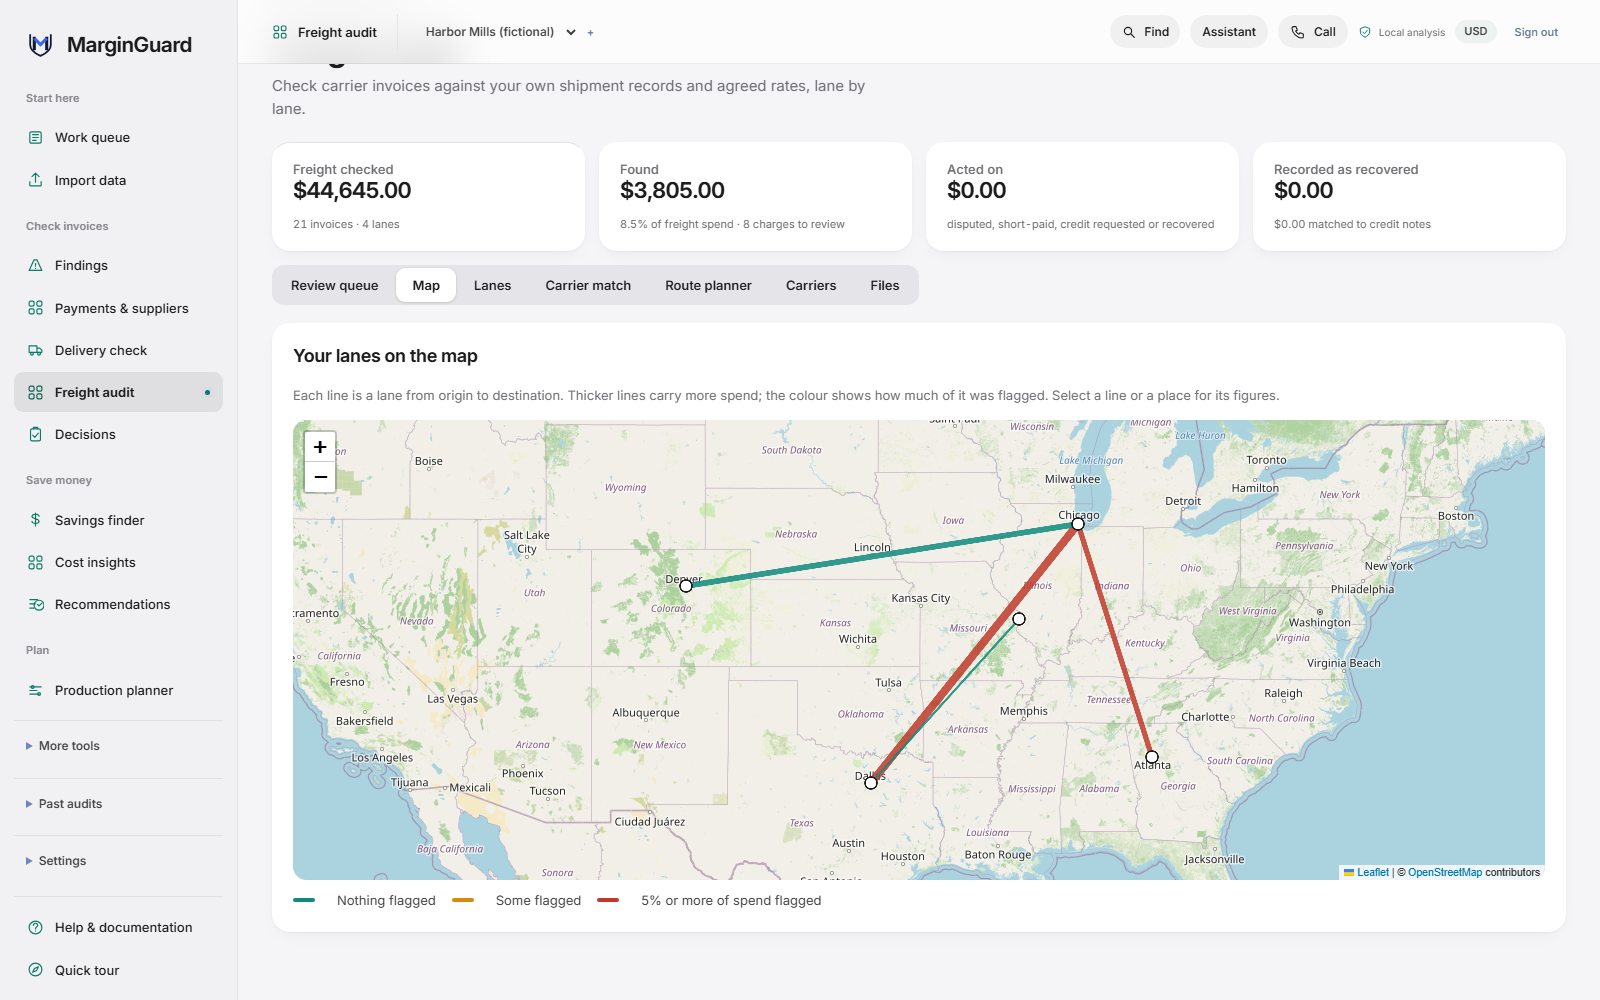 MarginGuard
Start here
Work queue
Import data
Check invoices
Findings
Payments & suppliers
Delivery check
Freight audit
Decisions
Save money
Savings finder
Cost insights
Recommendations
Plan
Production planner
More tools
Past audits
Settings
Help & documentation
Quick tour
Freight audit
Harbor Mills (fictional)
+
Find
Assistant
Call
Local analysis
USD
Sign out
Check carrier invoices against your own shipment records and agreed rates, lane by
lane.
Freight checked
$44,645.00
21 invoices · 4 lanes
Found
$3,805.00
8.5% of freight spend · 8 charges to review
Acted on
$0.00
disputed, short-paid, credit requested or recovered
Recorded as recovered
$0.00
$0.00 matched to credit notes
Review queue
Map
Lanes
Carrier match
Route planner
Carriers
Files
Your lanes on the map
Each line is a lane from origin to destination. Thicker lines carry more spend; the colour shows how much of it was flagged. Select a line or a place for its figures.
+
−
Wisconsin
Michigan
Lake Huron
Boise
South Dakota
Lake Michigan
Toronto
Milwaukee
Hamilton
Wyoming
Detroit
New York
Chicago
Boston
Iowa
Salt Lake
City
Nebraska
Lincoln
Pennsylvania
New York
Ohio
Denver
Illinois
Indiana
Philadelphia
Utah
Kansas City
Colorado
West Virginia
Nevada
Kansas
Missouri
Washington
Wichita
Kentucky
Virginia
California
Virginia Beach
Fresno
Tulsa
Raleigh
Las Vegas
Tennessee
Albuquerque
Oklahoma
Memphis
Charlotte
North Carolina
Bakersfield
Arkansas
Arizona
New Mexico
Los Angeles
South Carolina
Atlanta
Phoenix
Dallas
Tijuana
Mexicali
Tucson
Mississippi
Alabama
Georgia
Ciudad Juárez
Texas
Louisiana
Austin
Baja California
Houston
Baton Rouge
Jacksonville
Sonora
Leaflet | © OpenStreetMap contributors
Nothing flagged
Some flagged
5% or more of spend flagged